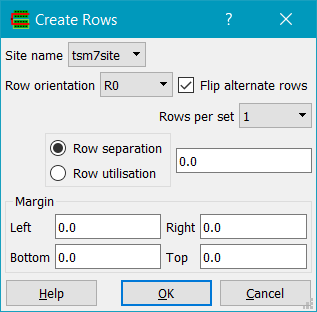 Create Rows ?
Site name tsm7site
Row orientation R0 Flip alternate rows
Rows per set 1
Row separation 0.0
Row utilisation
Margin
Left 0.0 Right 0.0
Bottom 0.0 Top 0.0
Help OK Cancel